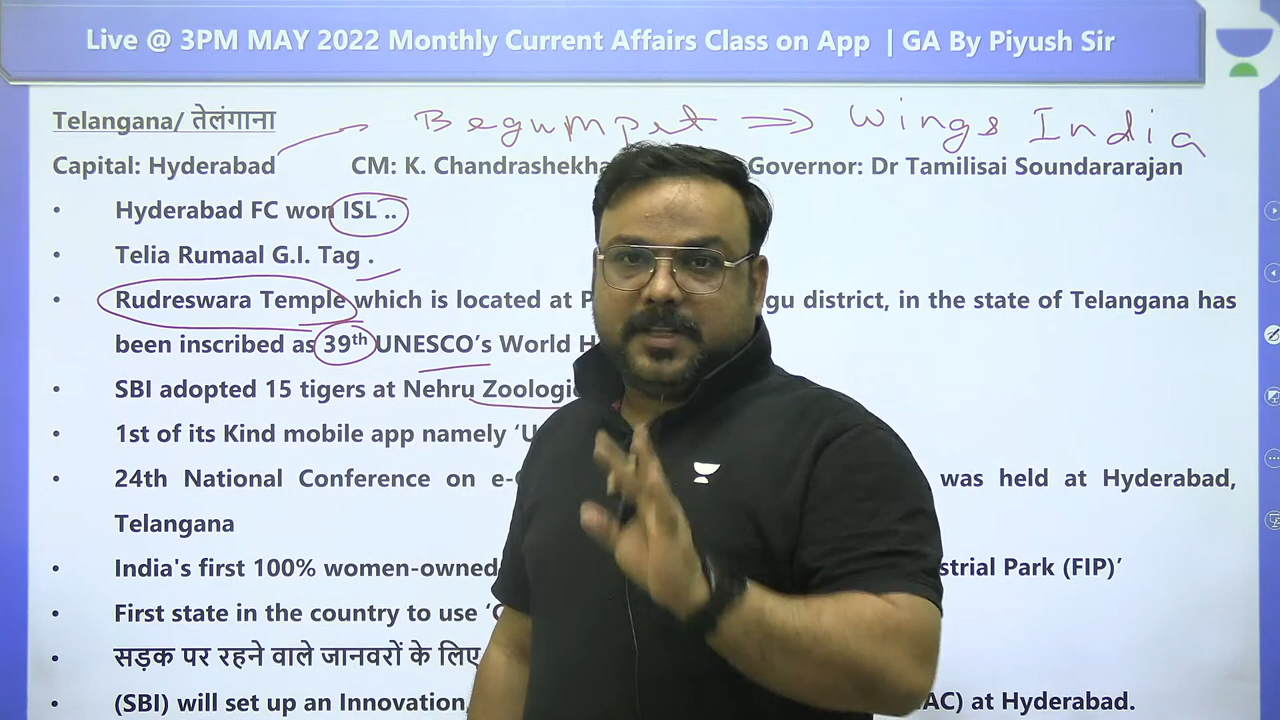 Live @ 3PM MAY 2022 Monthly Current Affairs Class on App | GA By Piyush Sir
Telangana/ तेलंगाना
Begumpet ⇒ Wings India
Capital: Hyderabad CM: K. Governor: Dr Tamilisai Soundararajan
• Hyderabad FC won ISL ..
• Telia Rumaal G.I. Tag .
• Rudreswara Temple which is located at district, in the state of Telangana has
been inscribed as 39th UNESCO’s World
• SBI adopted 15 tigers at Nehru
• 1st of its Kind mobile app namely
• 24th National Conference on was held at Hyderabad,
Telangana
• India's first 100% women-owned Park (FIP)’
• First state in the country to use
• सड़क पर रहने वाले जानवरों के लिए
• (SBI) will set up an Innovation, at Hyderabad.